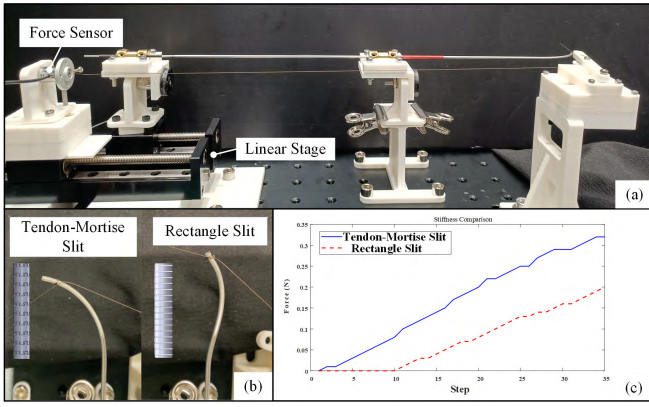 Force Sensor
Linear Stage
(a)
Tendon-Mortise
Slit
Rectangle Slit
(b)
Stiffness Comparison
Tendon-Mortise Slit
Rectangle Slit
Force (N)
0.35
0.3
0.25
0.2
0.15
0.1
0.05
0
0
5
10
15
20
25
30
35
Step
(c)